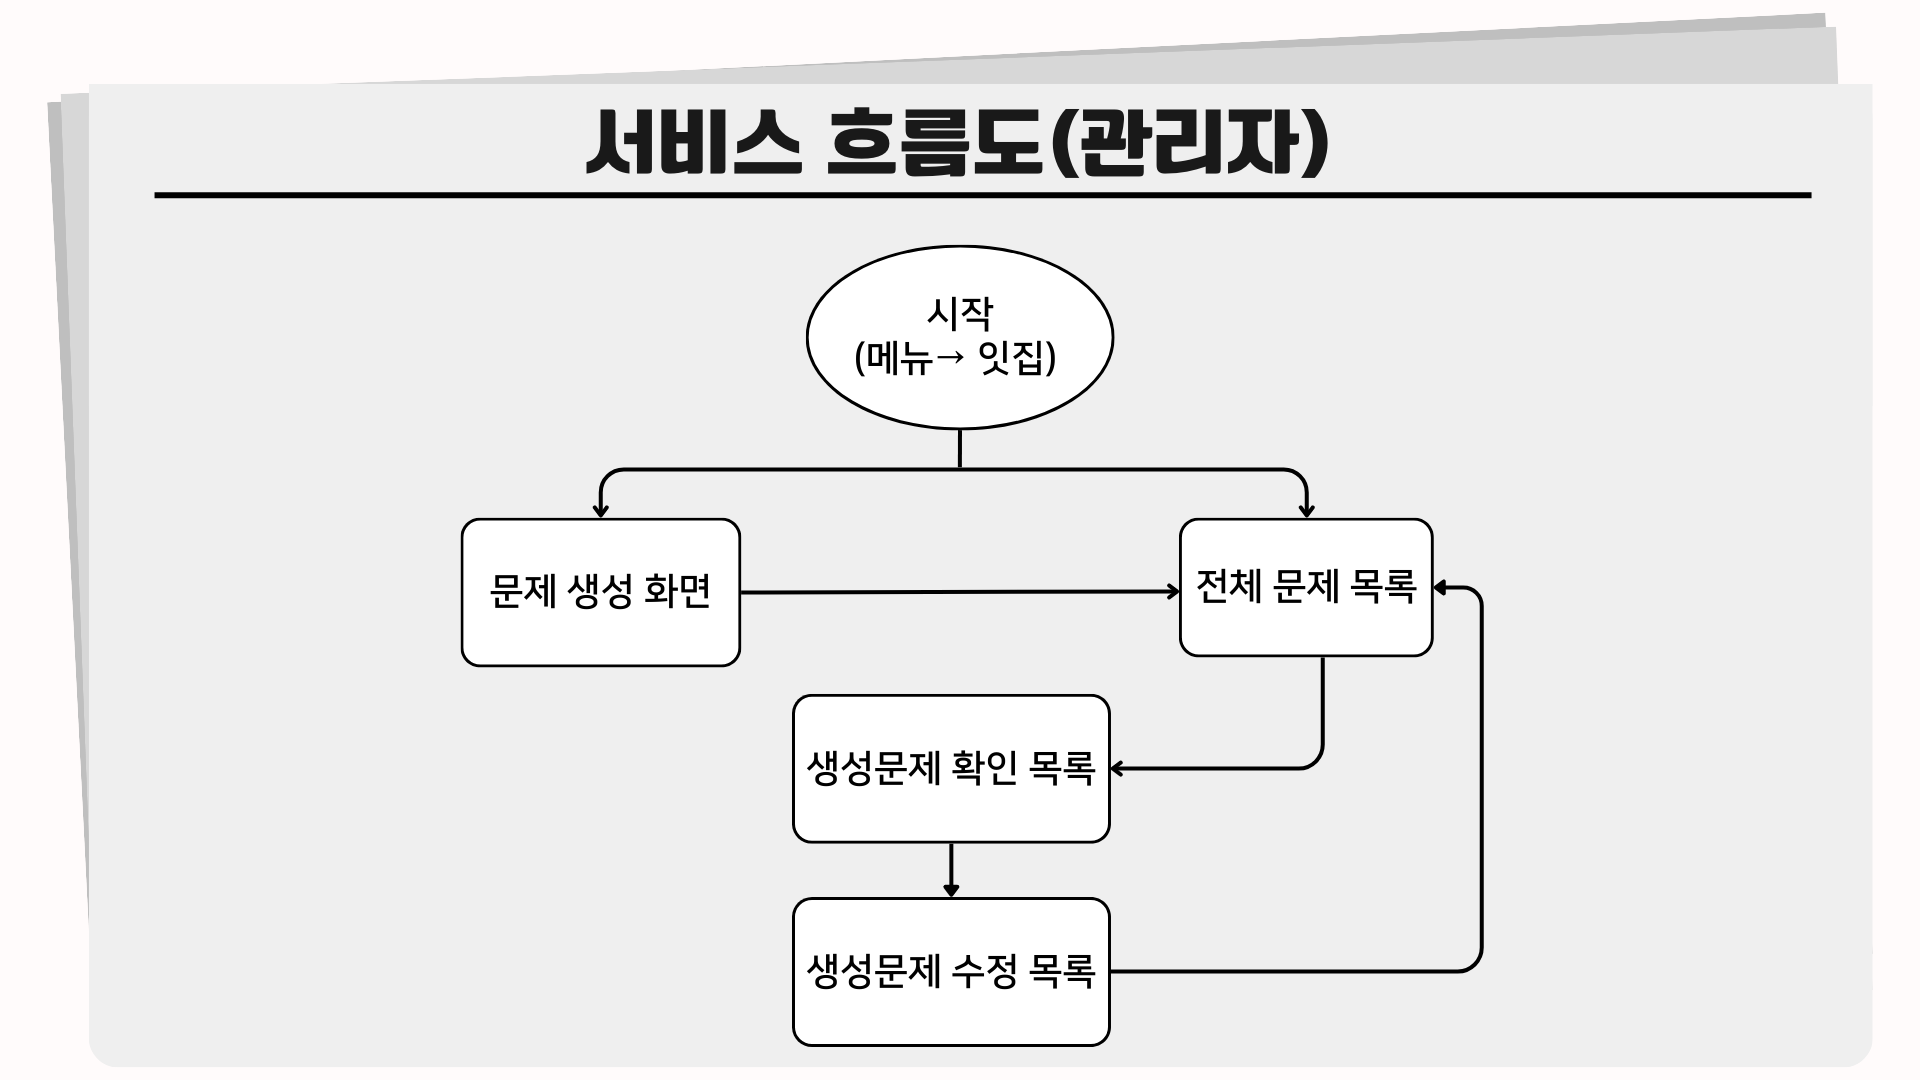 서비스 흐름도(관리자)
시작
(메뉴→ 잇집)
문제 생성 화면
전체 문제 목록
생성문제 확인 목록
생성문제 수정 목록